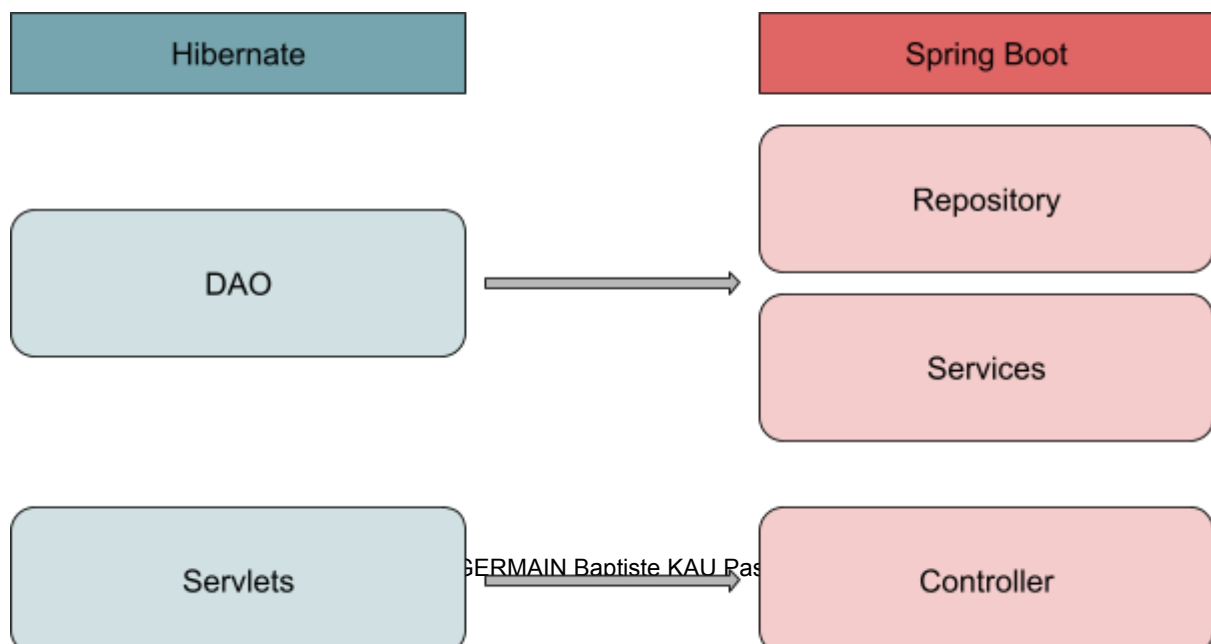 Hibernate
Spring Boot
Repository
DAO
Services
GERMAIN Baptiste KAU
Servlets
Controller